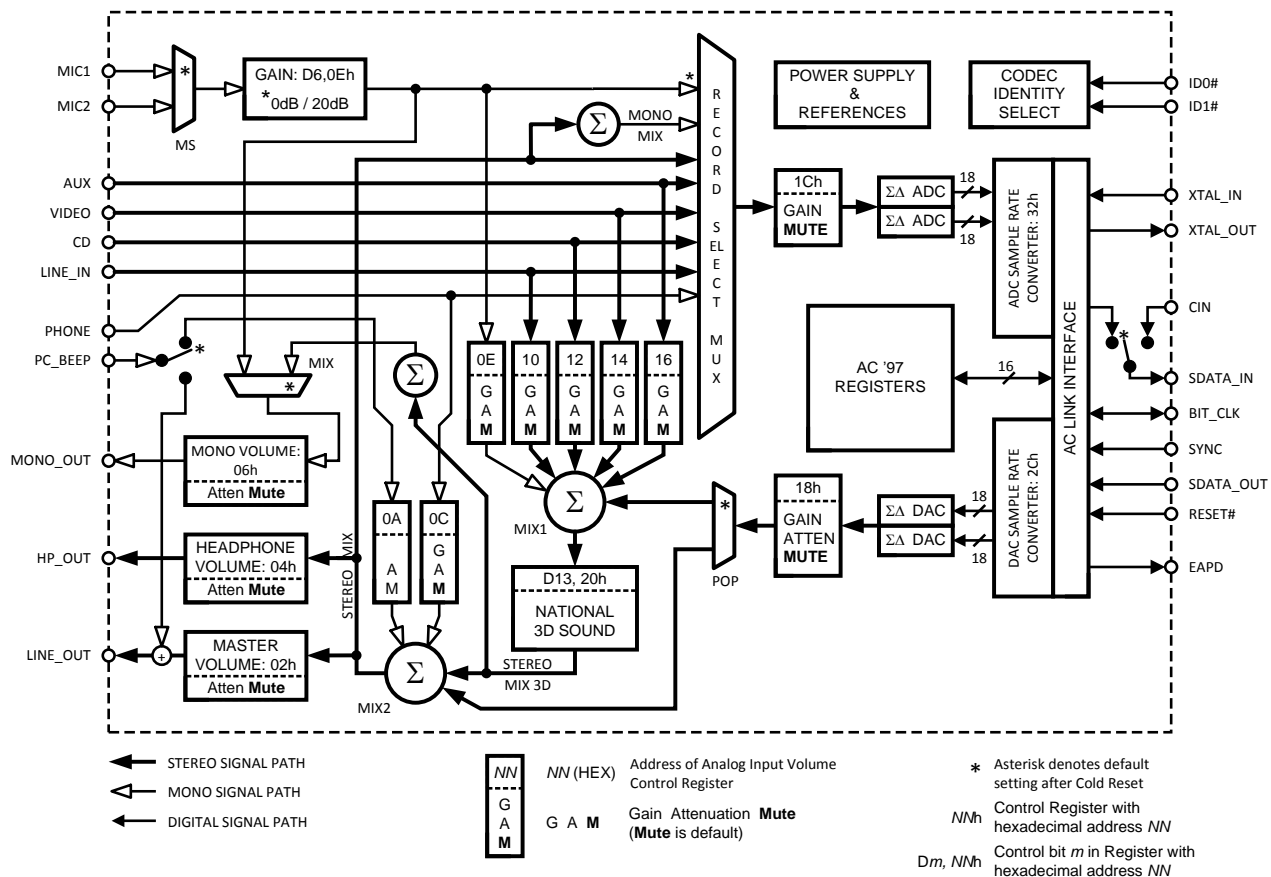 MIC1
MIC2
*
MS
GAIN: D6,0Eh
*0dB / 20dB
*
Σ
MONO
MIX
RECORD SELECT MUX
POWER SUPPLY
&
REFERENCES
CODEC
IDENTITY
SELECT
ID0#
ID1#
AUX
VIDEO
CD
LINE_IN
PHONE
PC_BEEP
*
1Ch
GAIN
MUTE
ΣΔ ADC
ΣΔ ADC
18
18
ADC SAMPLE RATE
CONVERTER: 32h
AC LINK INTERFACE
XTAL_IN
XTAL_OUT
CIN
*
SDATA_IN
BIT_CLK
SYNC
SDATA_OUT
RESET#
EAPD
AC '97
REGISTERS
16
MIX
*
Σ
0E
G
A
M
10
G
A
M
12
G
A
M
14
G
A
M
16
G
A
M
MONO_OUT
MONO VOLUME:
06h
Atten Mute
HP_OUT
HEADPHONE
VOLUME: 04h
Atten Mute
LINE_OUT
+
MASTER
VOLUME: 02h
Atten Mute
STEREO MIX
0A
A
M
0C
G
A
M
Σ
MIX1
D13, 20h
NATIONAL
3D SOUND
STEREO
MIX 3D
Σ
MIX2
*
POP
18h
GAIN
ATTEN
MUTE
ΣΔ DAC
ΣΔ DAC
18
18
DAC SAMPLE RATE
CONVERTER: 2Ch
STEREO SIGNAL PATH
MONO SIGNAL PATH
DIGITAL SIGNAL PATH
NN
G
A
M
NN (HEX)
Address of Analog Input Volume
Control Register
G A M
Gain Attenuation Mute
(Mute is default)
* Asterisk denotes default
setting after Cold Reset
NNh Control Register with
hexadecimal address NN
Dm, NNh Control bit m in Register with
hexadecimal address NN